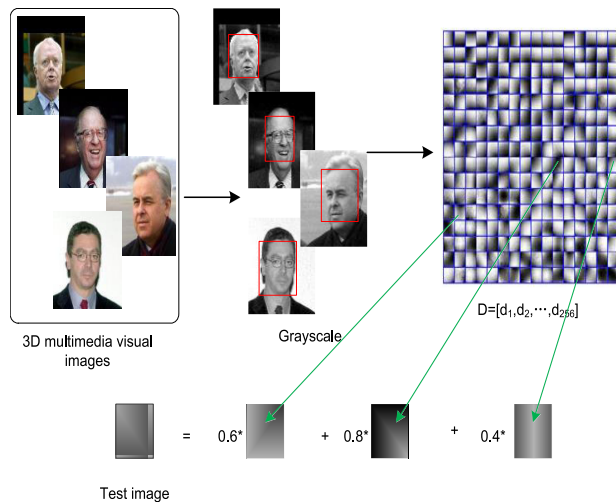 3D multimedia visual
images
Grayscale
D=[d₁,d₂,⋯,d₂₅₆]
= 0.6* + 0.8* + 0.4*
Test image